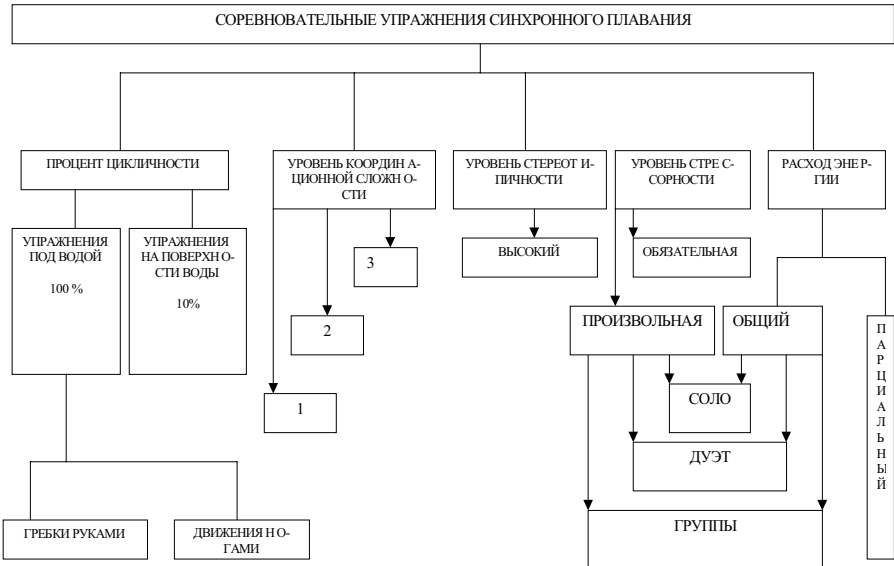 СОРЕВНОВАТЕЛЬНЫЕ УПРАЖНЕНИЯ СИНХРОННОГО ПЛАВАНИЯ
ПРОЦЕНТ ЦИКЛИЧНОСТИ
УРОВЕНЬ КООРДИН А-
ЦИОННОЙ СЛОЖН О-
СТИ
УРОВЕНЬ СТЕРЕОТ И-
ПИЧНОСТИ
УРОВЕНЬ СТРЕ С-
СОРНОСТИ
РАСХОД ЭНЕ Р-
ГИИ
УПРАЖНЕНИЯ
ПОД ВОДОЙ
100 %
УПРАЖНЕНИЯ
НА ПОВЕРХН О-
СТИ ВОДЫ
10%
3
2
1
ВЫСОКИЙ
ОБЯЗАТЕЛЬНАЯ
ПРОИЗВОЛЬНАЯ
ОБЩИЙ
П
А
Р
Ц
И
А
Л
Ь
Н
Ы
Й
СОЛО
ДУЭТ
ГРУППЫ
ГРЕБКИ РУКАМИ
ДВИЖЕНИЯ Н О-
ГАМИ